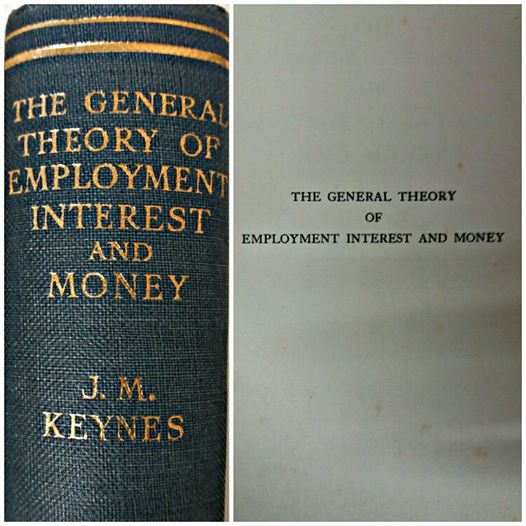 THE GENERAL
THEORY OF
EMPLOYMENT
INTEREST
AND
MONEY
J. M.
KEYNES
THE GENERAL THEORY
OF
EMPLOYMENT INTEREST AND MONEY